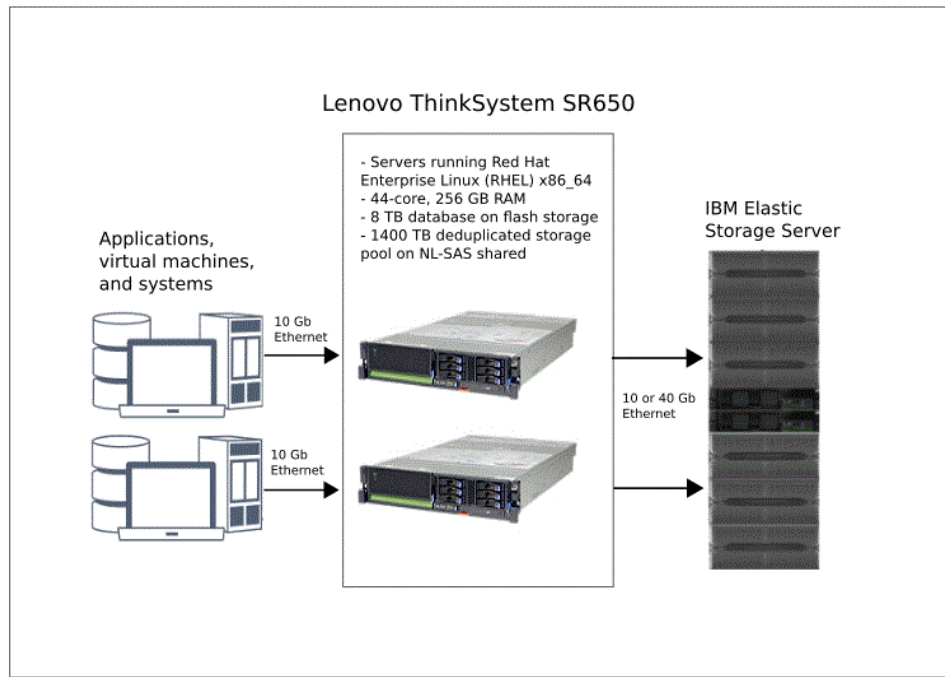 Lenovo ThinkSystem SR650
- Servers running Red Hat
Enterprise Linux (RHEL) x86_64
- 44-core, 256 GB RAM
- 8 TB database on flash storage
- 1400 TB deduplicated storage
pool on NL-SAS shared
Applications,
virtual machines,
and systems
10 Gb
Ethernet
10 Gb
Ethernet
10 or 40 Gb
Ethernet
IBM Elastic
Storage Server